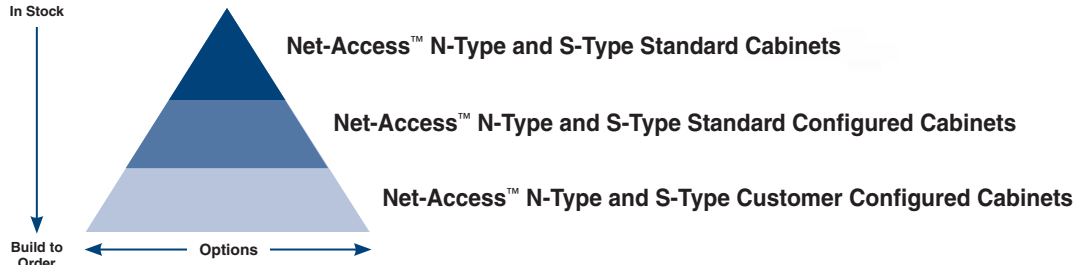 In Stock
Net-Access™ N-Type and S-Type Standard Cabinets
Net-Access™ N-Type and S-Type Standard Configured Cabinets
Net-Access™ N-Type and S-Type Customer Configured Cabinets
Build to
Order
Options